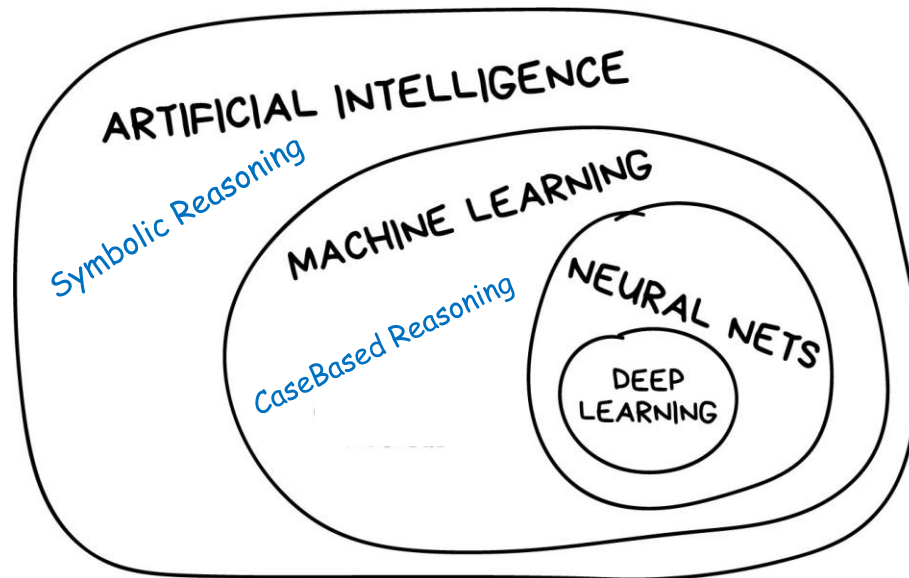 ARTIFICIAL INTELLIGENCE
Symbolic Reasoning
MACHINE LEARNING
CaseBased Reasoning
NEURAL NETS
DEEP
LEARNING